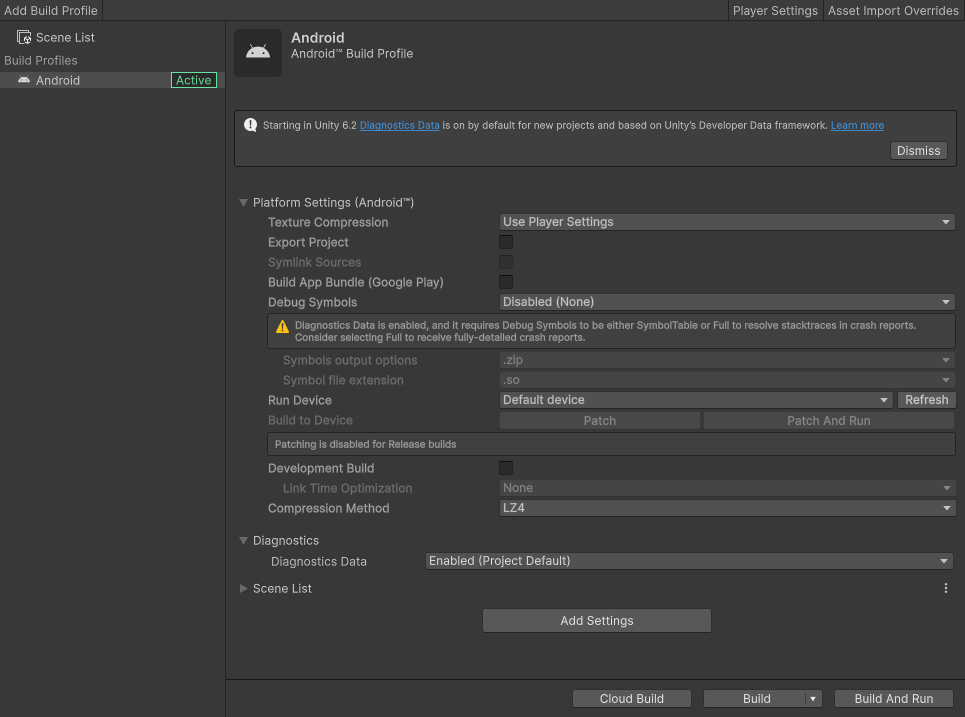 Add Build Profile
Player Settings
Asset Import Overrides
Scene List
Build Profiles
Android
Active
Android
Android™ Build Profile
Starting in Unity 6.2 Diagnostics Data is on by default for new projects and based on Unity's Developer Data framework. Learn more
Dismiss
Platform Settings (Android™)
Texture Compression
Use Player Settings
Export Project
Symlink Sources
Build App Bundle (Google Play)
Debug Symbols
Disabled (None)
Diagnostics Data is enabled, and it requires Debug Symbols to be either SymbolTable or Full to resolve stacktraces in crash reports.
Consider selecting Full to receive fully-detailed crash reports.
Symbols output options
.zip
Symbol file extension
.so
Run Device
Default device
Refresh
Build to Device
Patch
Patch And Run
Patching is disabled for Release builds
Development Build
Link Time Optimization
None
Compression Method
LZ4
Diagnostics
Diagnostics Data
Enabled (Project Default)
Scene List
Add Settings
Cloud Build
Build
Build And Run